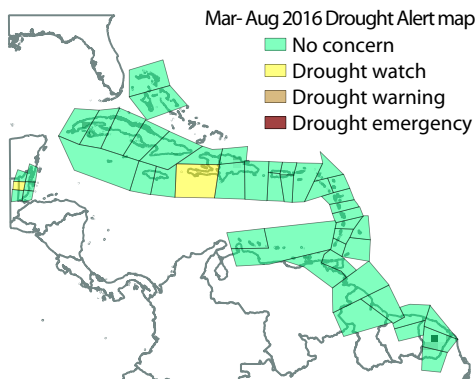 Mar- Aug 2016 Drought Alert map
No concern
Drought watch
Drought warning
Drought emergency